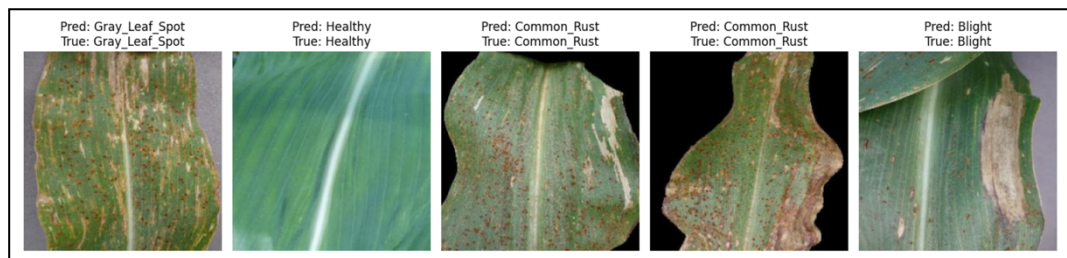 Pred: Gray_Leaf_Spot
True: Gray_Leaf_Spot
Pred: Healthy
True: Healthy
Pred: Common_Rust
True: Common_Rust
Pred: Common_Rust
True: Common_Rust
Pred: Blight
True: Blight